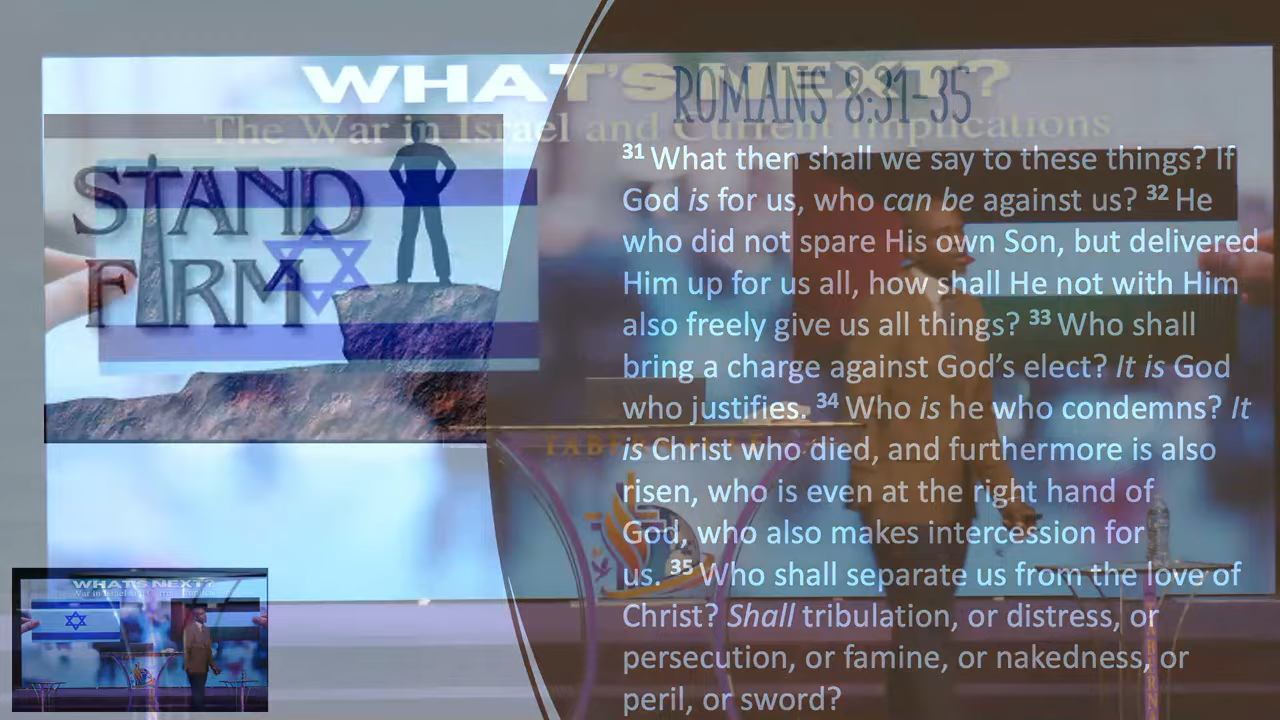 WHAT'S NEXT?
The War in Israel and Current Implications
STAND
FIRM
ROMANS 8:31-35
31 What then shall we say to these things? If
God is for us, who can be against us? 32 He
who did not spare His own Son, but delivered
Him up for us all, how shall He not with Him
also freely give us all things? 33 Who shall
bring a charge against God’s elect? It is God
who justifies. 34 Who is he who condemns? It
is Christ who died, and furthermore is also
risen, who is even at the right hand of
God, who also makes intercession for
us. 35 Who shall separate us from the love of
Christ? Shall tribulation, or distress, or
persecution, or famine, or nakedness, or
peril, or sword?
WHAT'S NEXT?